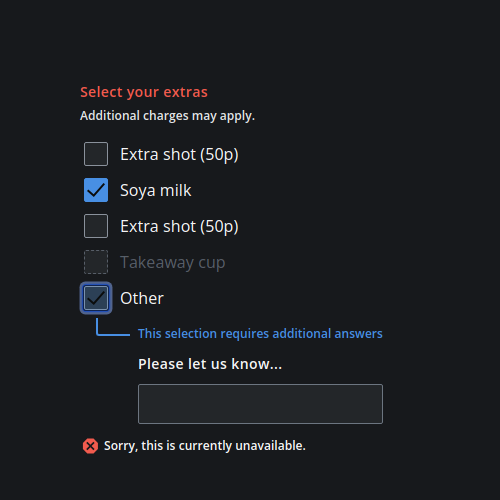 Select your extras
Additional charges may apply.
Extra shot (50p)
Soya milk
Extra shot (50p)
Takeaway cup
Other
This selection requires additional answers
Please let us know...
Sorry, this is currently unavailable.